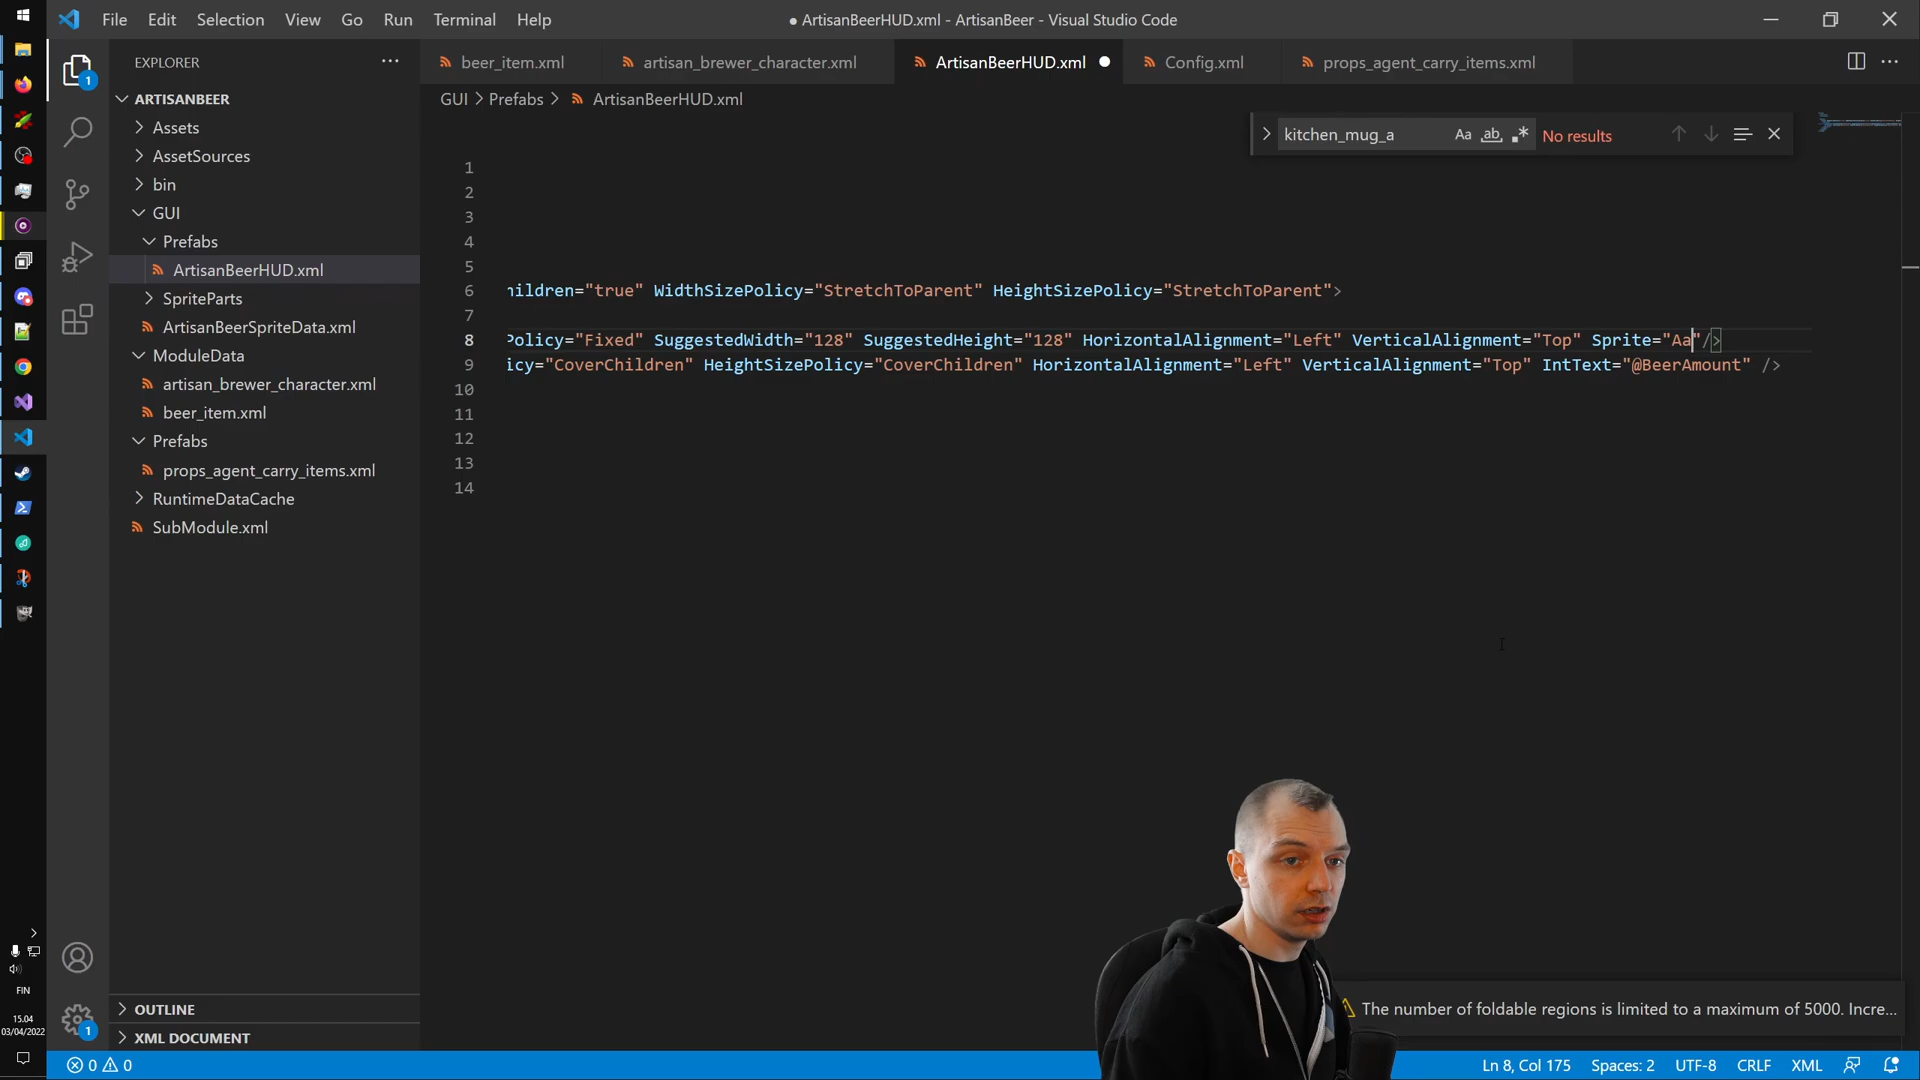 File Edit Selection View Go Run Terminal Help
● ArtisanBeerHUD.xml - ArtisanBeer - Visual Studio Code
EXPLORER
beer_item.xml
artisan_brewer_character.xml
ArtisanBeerHUD.xml
Config.xml
props_agent_carry_items.xml
GUI > Prefabs > ArtisanBeerHUD.xml
kitchen_mug_a
Aa ab .*
No results
1
ARTISANBEER
Assets
AssetSources
bin
GUI
Prefabs
ArtisanBeerHUD.xml
SpriteParts
ArtisanBeerSpriteData.xml
ModuleData
artisan_brewer_character.xml
beer_item.xml
Prefabs
props_agent_carry_items.xml
RuntimeDataCache
SubModule.xml
1
2
3
4
5
6 hildren="true" WidthSizePolicy="StretchToParent" HeightSizePolicy="StretchToParent">
7
8 Policy="Fixed" SuggestedWidth="128" SuggestedHeight="128" HorizontalAlignment="Left" VerticalAlignment="Top" Sprite="Aa"/>
9 icy="CoverChildren" HeightSizePolicy="CoverChildren" HorizontalAlignment="Left" VerticalAlignment="Top" IntText="@BeerAmount" />
10
11
12
13
14
OUTLINE
XML DOCUMENT
The number of foldable regions is limited to a maximum of 5000. Incre...
FIN
15.04
03/04/2022
1
0 0
Ln 8, Col 175 Spaces: 2 UTF-8 CRLF XML